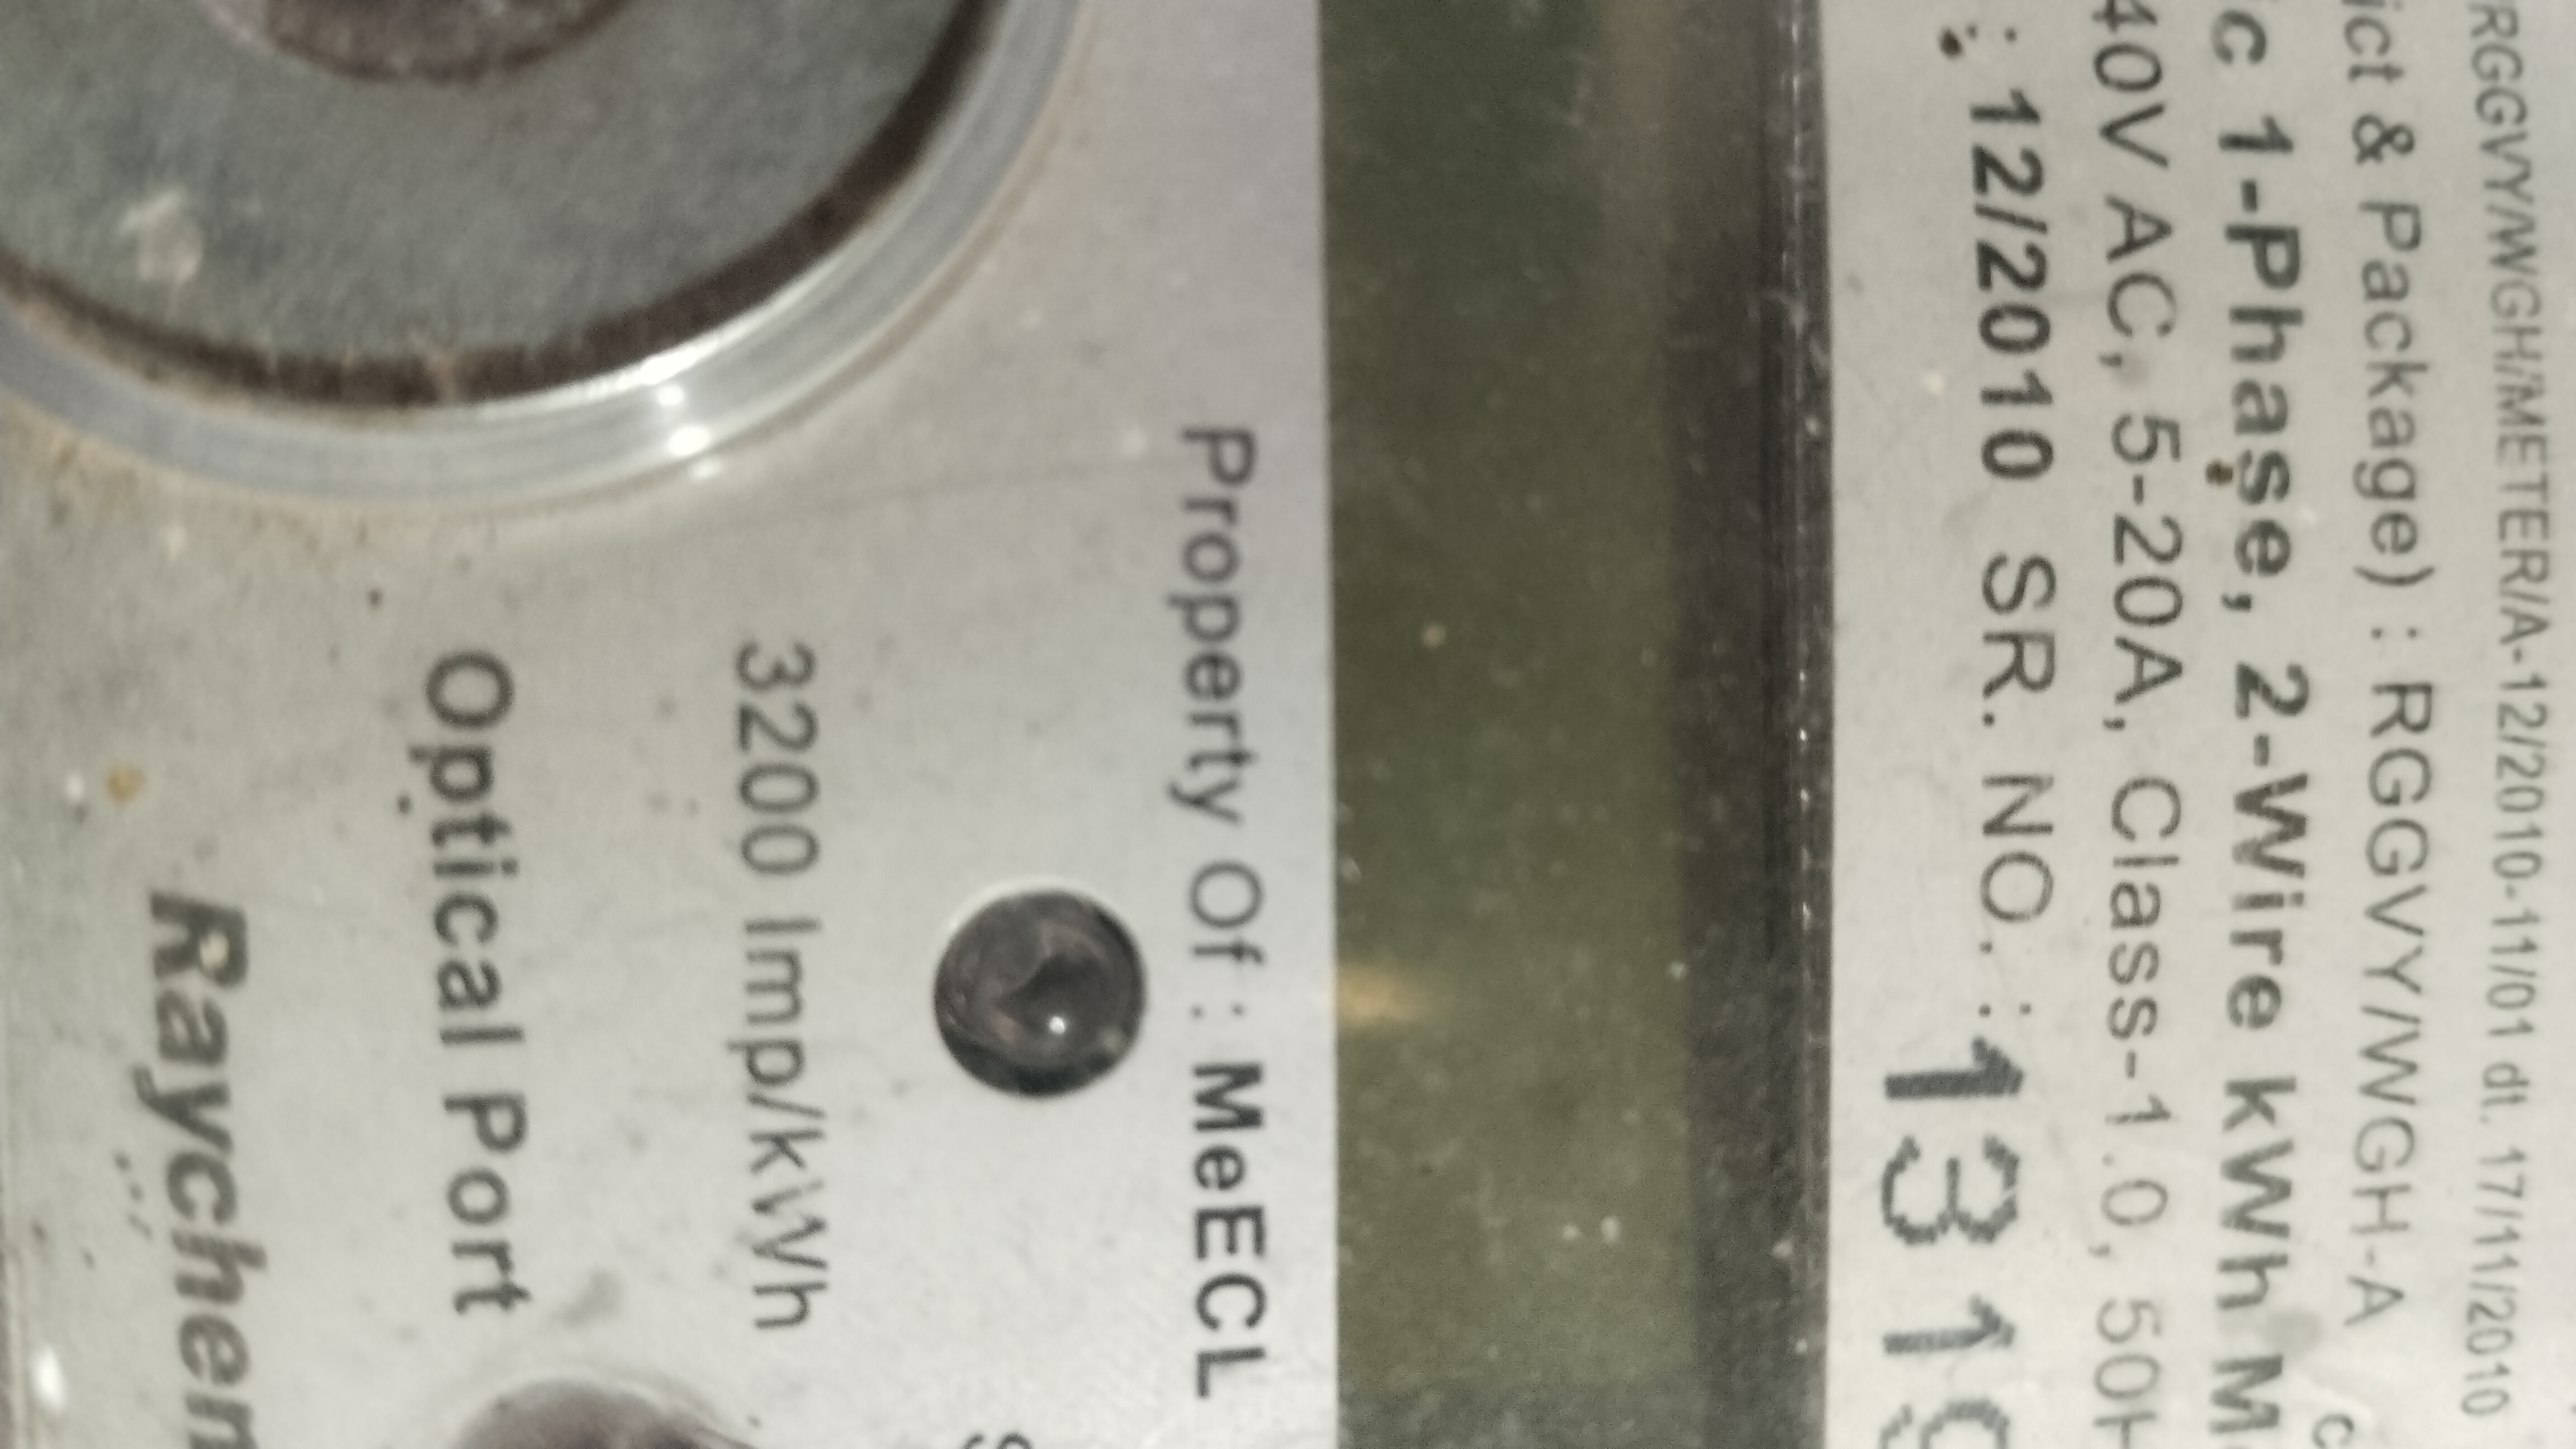 RGGVY/WGH/METER/A-12/2010-11/01 dt. 17/11/2010
ict & Package) : RGGVY/WGH-A
ic 1-Phase, 2-Wire kWh M
40V AC, 5-20A, Class-1.0, 50H
: 12/2010 SR. NO. : 1319
Property Of : MeECL
3200 Imp/kWh
Optical Port
Raychem